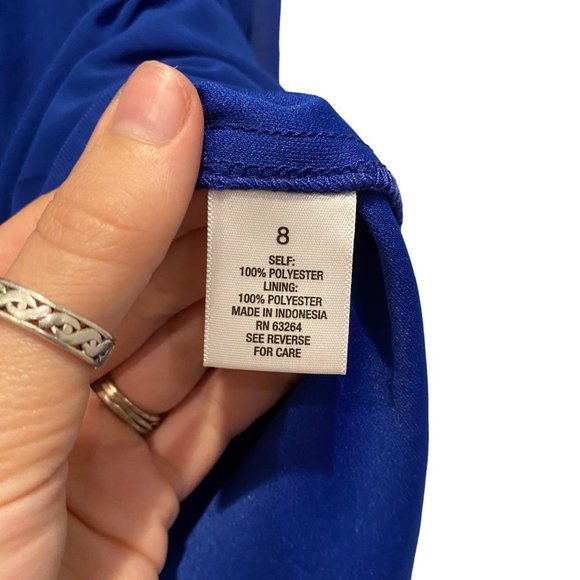 8
SELF:
100% POLYESTER
LINING:
100% POLYESTER
MADE IN INDONESIA
RN 63264
SEE REVERSE
FOR CARE